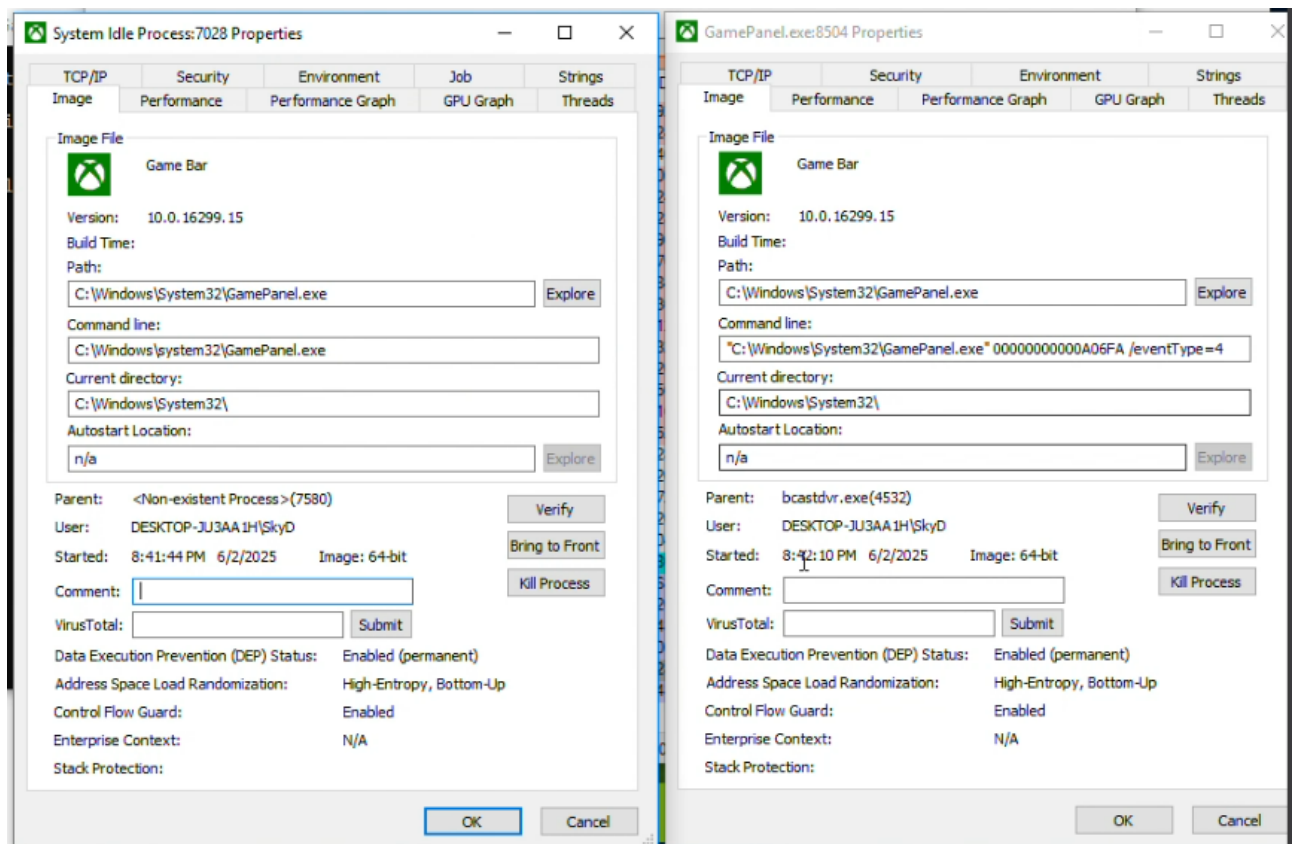 System Idle Process:7028 Properties
TCP/IP Security Environment Job Strings
Image Performance Performance Graph GPU Graph Threads
Image File
Game Bar
Version: 10.0.16299.15
Build Time:
Path:
C:\Windows\System32\GamePanel.exe Explore
Command line:
C:\Windows\system32\GamePanel.exe
Current directory:
C:\Windows\System32\
Autostart Location:
n/a Explore
Parent: <Non-existent Process>(7580)
Verify
User: DESKTOP-JU3AA1H\SkyD
Bring to Front
Started: 8:41:44 PM 6/2/2025 Image: 64-bit
Kill Process
Comment:
VirusTotal: Submit
Data Execution Prevention (DEP) Status: Enabled (permanent)
Address Space Load Randomization: High-Entropy, Bottom-Up
Control Flow Guard: Enabled
Enterprise Context: N/A
Stack Protection:
OK Cancel
GamePanel.exe:8504 Properties
TCP/IP Security Environment Strings
Image Performance Performance Graph GPU Graph Threads
Image File
Game Bar
Version: 10.0.16299.15
Build Time:
Path:
C:\Windows\System32\GamePanel.exe Explore
Command line:
"C:\Windows\System32\GamePanel.exe" 00000000000A06FA /eventType=4
Current directory:
C:\Windows\System32\
Autostart Location:
n/a Explore
Parent: bcastdvr.exe(4532)
Verify
User: DESKTOP-JU3AA1H\SkyD
Bring to Front
Started: 8:42:10 PM 6/2/2025 Image: 64-bit
Kill Process
Comment:
VirusTotal: Submit
Data Execution Prevention (DEP) Status: Enabled (permanent)
Address Space Load Randomization: High-Entropy, Bottom-Up
Control Flow Guard: Enabled
Enterprise Context: N/A
Stack Protection:
OK Cancel